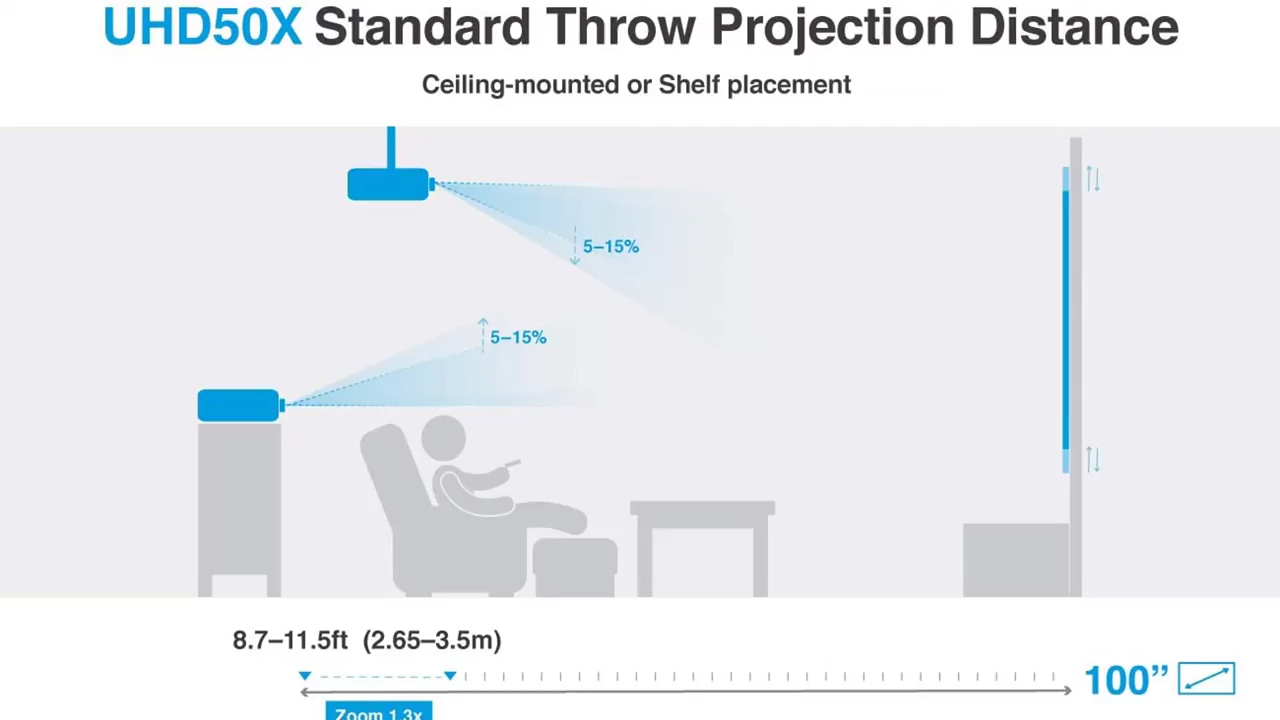 UHD50X Standard Throw Projection Distance
Ceiling-mounted or Shelf placement
5–15%
5–15%
8.7–11.5ft (2.65–3.5m)
100”
Zoom 1.3x